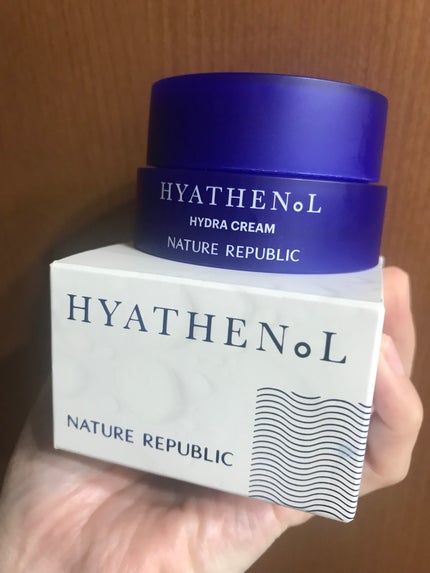 HYATHENoL
HYDRA CREAM
NATURE REPUBLIC
HYATHENoL
NATURE REPUBLIC